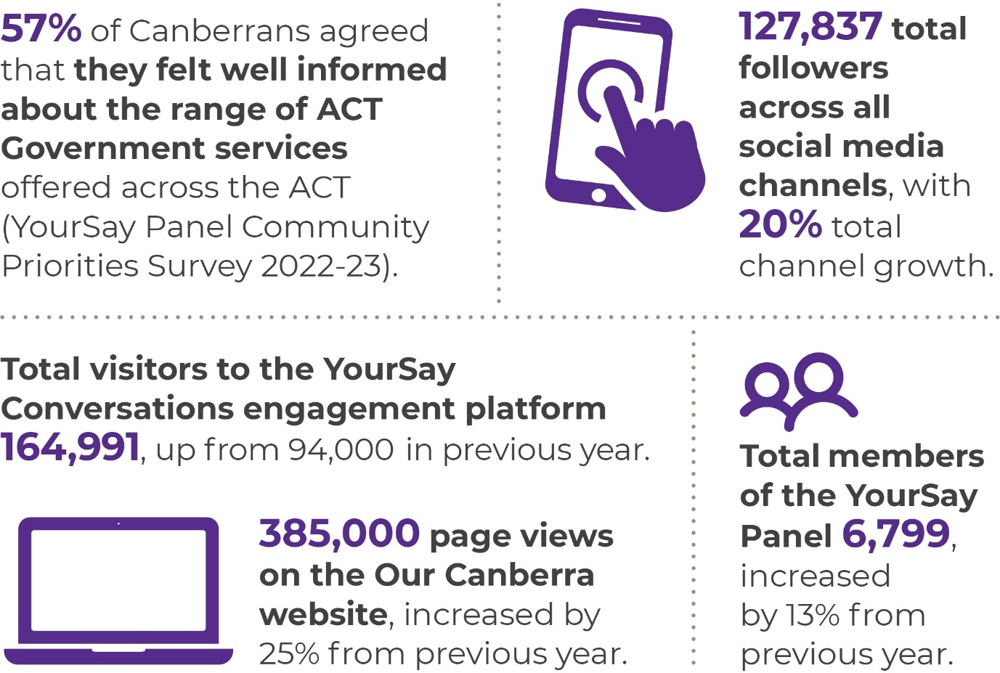 57% of Canberrans agreed
that they felt well informed
about the range of ACT
Government services
offered across the ACT
(YourSay Panel Community
Priorities Survey 2022-23).
127,837 total
followers
across all
social media
channels, with
20% total
channel growth.
Total visitors to the YourSay
Conversations engagement platform
164,991, up from 94,000 in previous year.
385,000 page views
on the Our Canberra
website, increased by
25% from previous year.
Total members
of the YourSay
Panel 6,799,
increased
by 13% from
previous year.